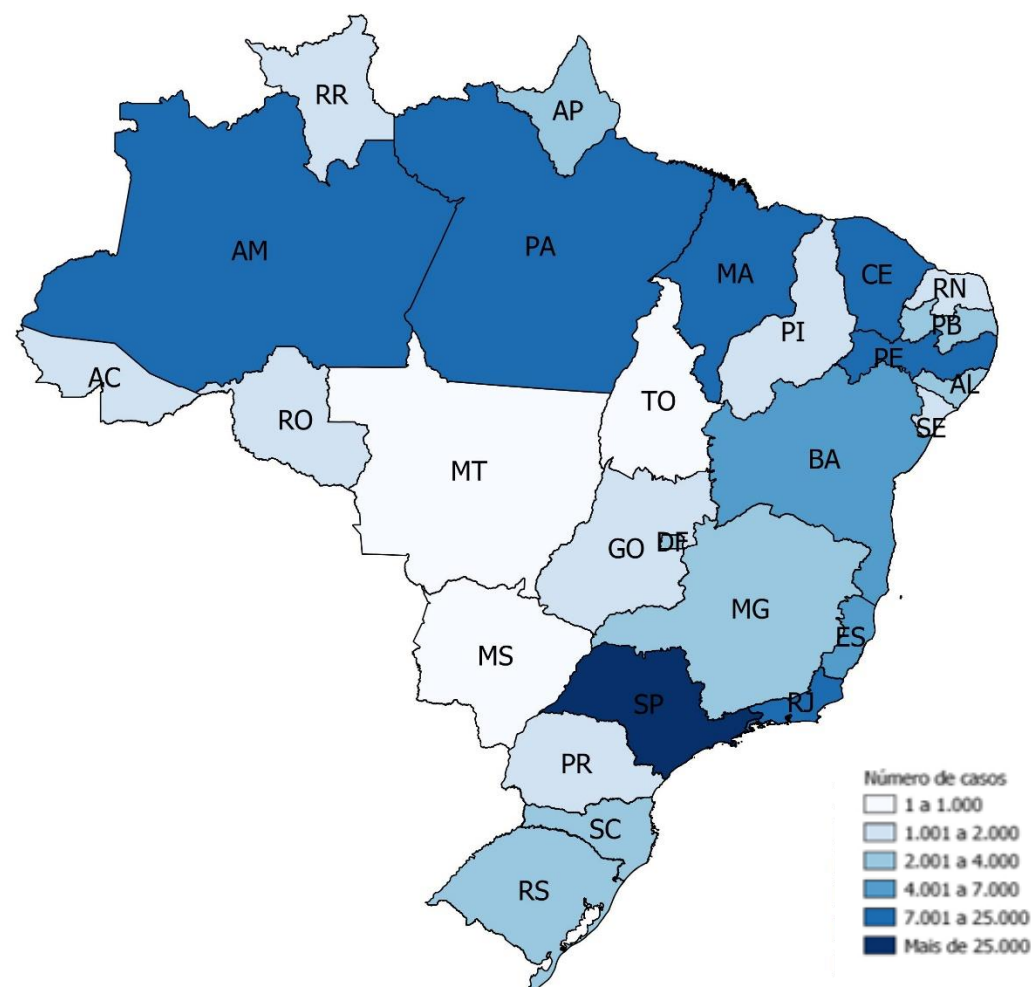 RR
AP
AM
PA
MA
CE
RN
PB
PE
AL
SE
PI
AC
RO
TO
MT
BA
GO
DF
MG
ES
MS
SP
RJ
PR
SC
RS
Número de casos
1 a 1.000
1.001 a 2.000
2.001 a 4.000
4.001 a 7.000
7.001 a 25.000
Mais de 25.000